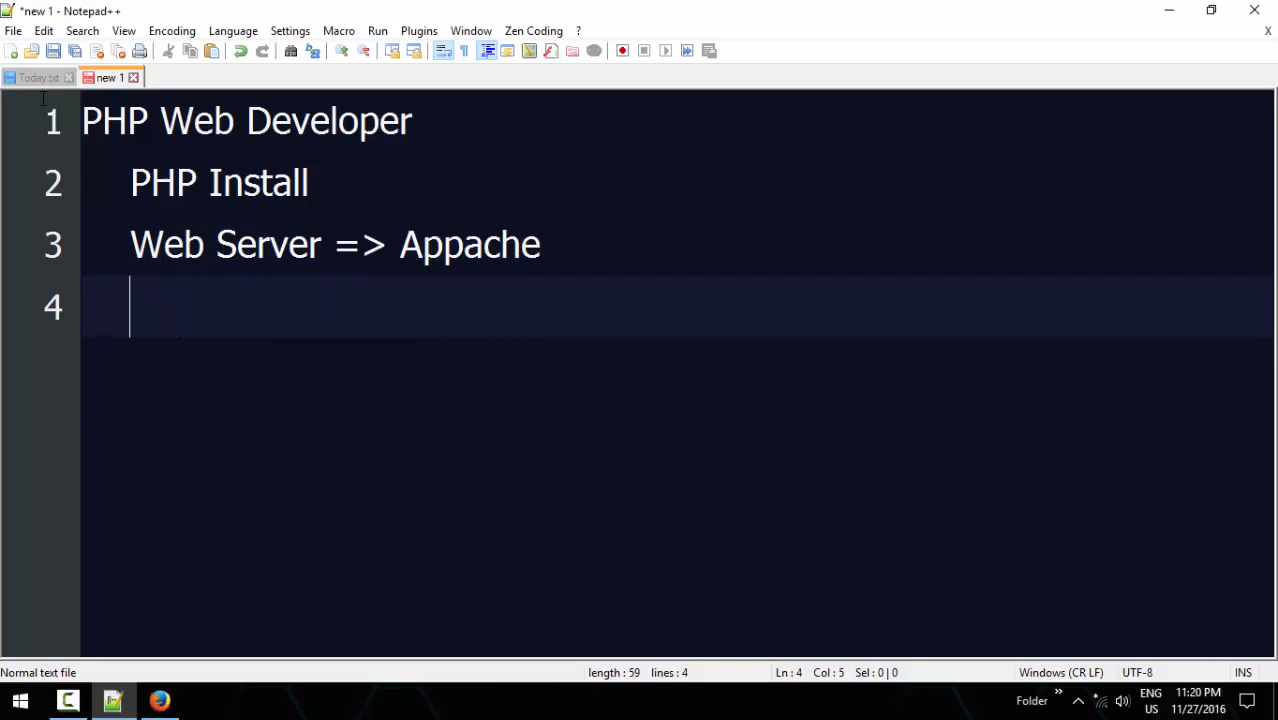 *new 1 - Notepad++
File Edit Search View Encoding Language Settings Macro Run Plugins Window Zen Coding ? X
Today.txt new 1
1 PHP Web Developer
2 PHP Install
3 Web Server => Appache
4
Normal text file length : 59 lines : 4 Ln : 4 Col : 5 Sel : 0 | 0 Windows (CR LF) UTF-8 INS
Folder » ENG 11:20 PM
US 11/27/2016